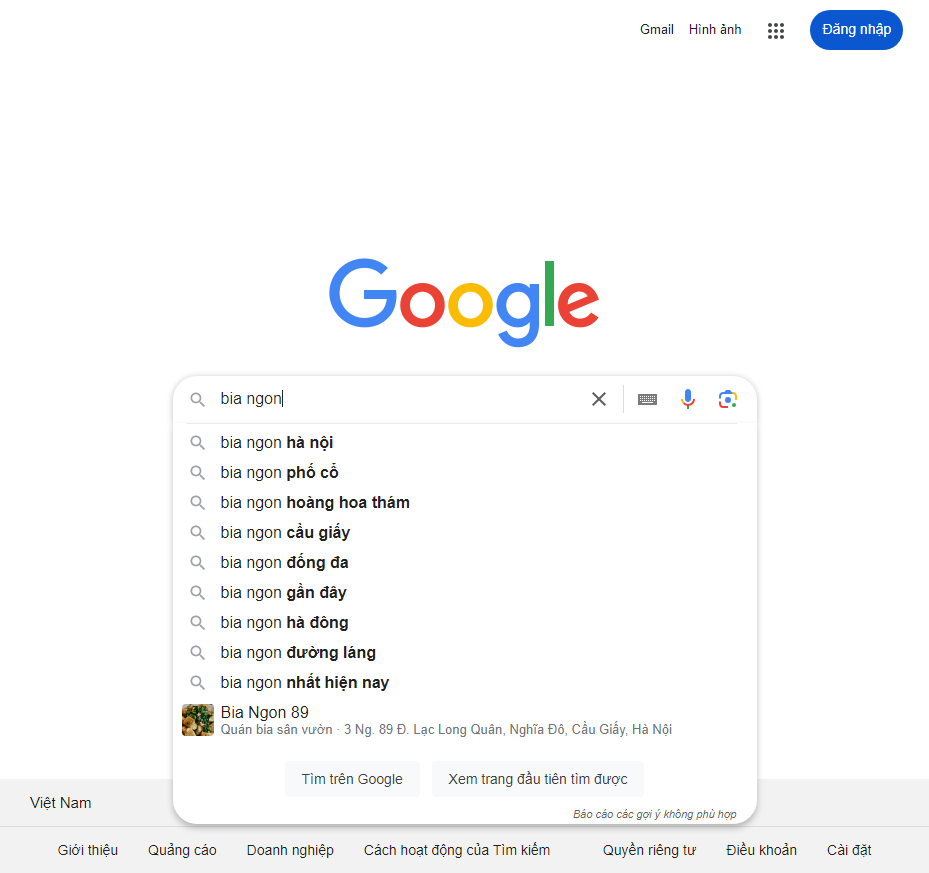 Gmail Hình ảnh Đăng nhập
Google
bia ngon
bia ngon hà nội
bia ngon phố cổ
bia ngon hoàng hoa thám
bia ngon cầu giấy
bia ngon đống đa
bia ngon gần đây
bia ngon hà đông
bia ngon đường láng
bia ngon nhất hiện nay
Bia Ngon 89
Quán bia sân vườn · 3 Ng. 89 Đ. Lạc Long Quân, Nghĩa Đô, Cầu Giấy, Hà Nội
Tìm trên Google Xem trang đầu tiên tìm được
Báo cáo các gợi ý không phù hợp
Việt Nam
Giới thiệu Quảng cáo Doanh nghiệp Cách hoạt động của Tìm kiếm Quyền riêng tư Điều khoản Cài đặt